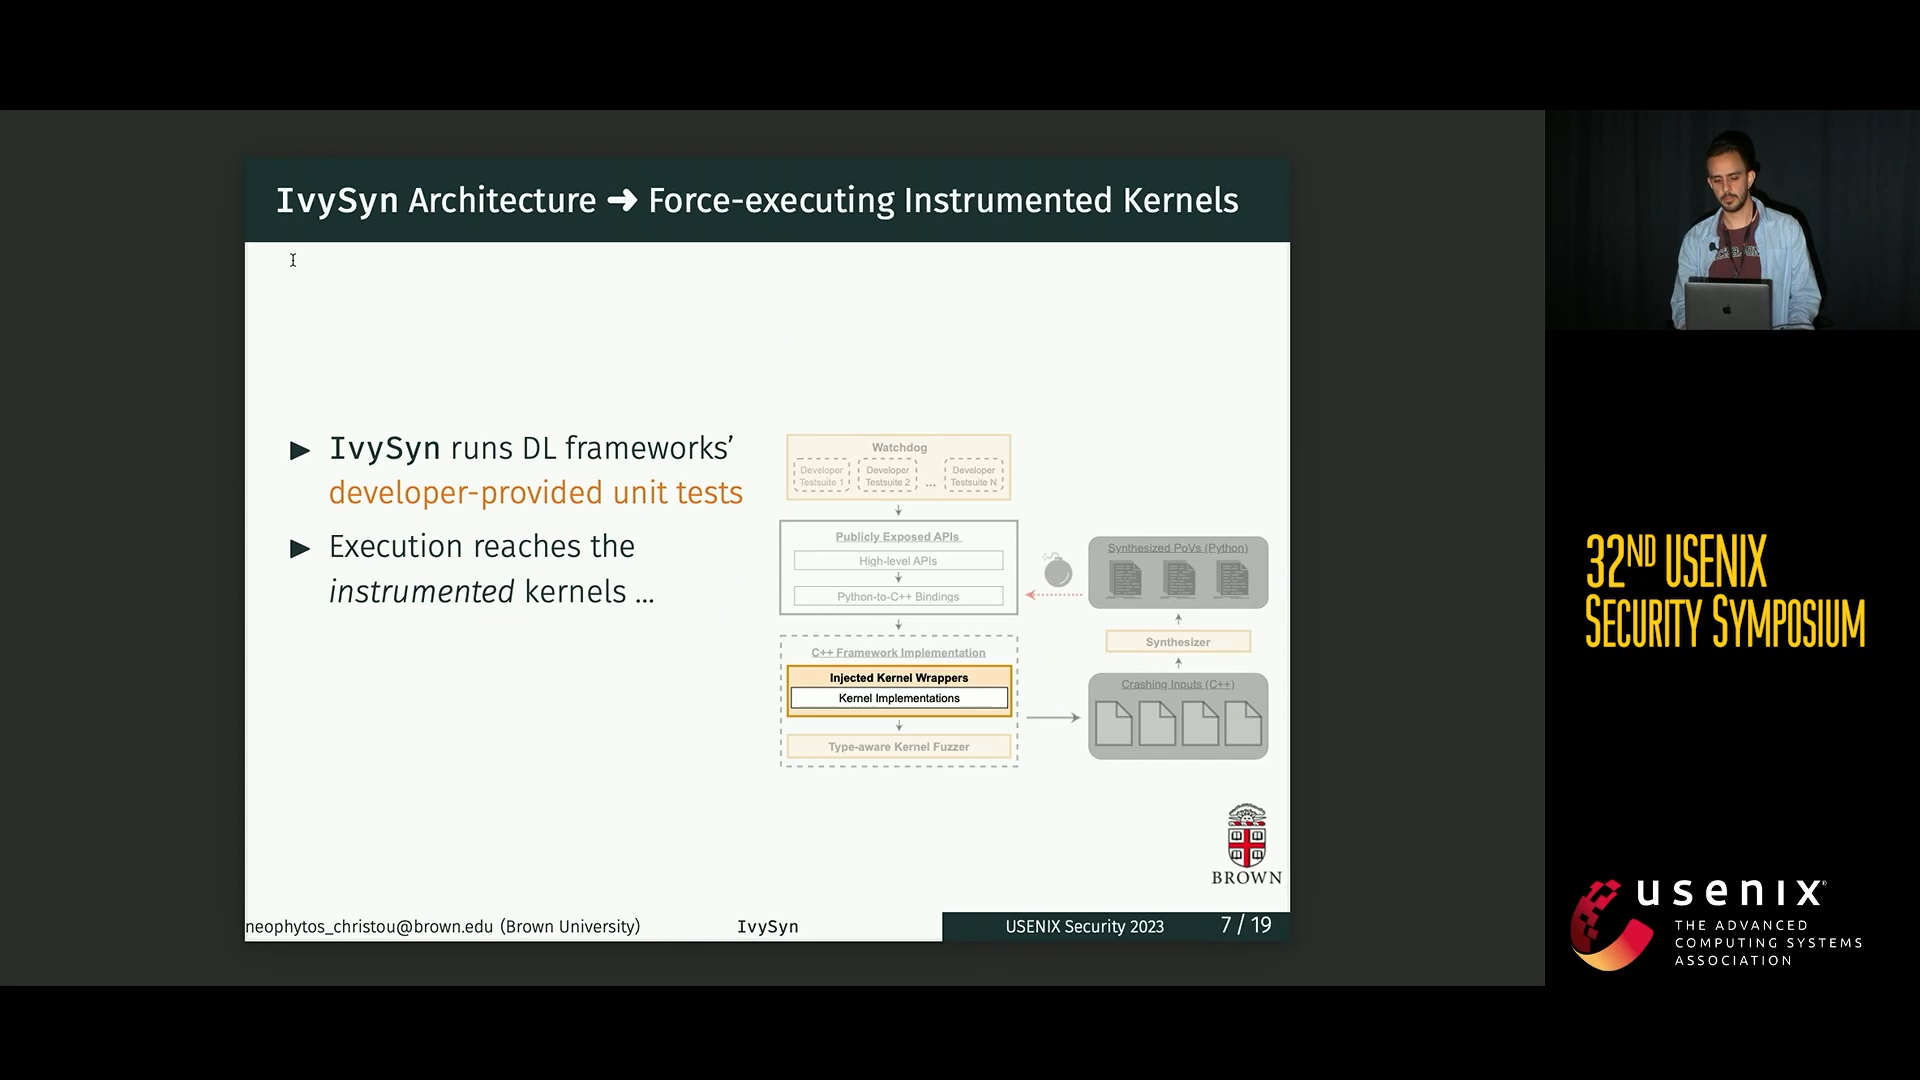 IvySyn Architecture ➜ Force-executing Instrumented Kernels
▶ IvySyn runs DL frameworks’
developer-provided unit tests
▶ Execution reaches the
instrumented kernels ...
Watchdog
Developer
Testsuite 1
Developer
Testsuite 2
...
Developer
Testsuite N
Publicly Exposed APIs
High-level APIs
Python-to-C++ Bindings
C++ Framework Implementation
Injected Kernel Wrappers
Kernel Implementations
Type-aware Kernel Fuzzer
Synthesized PoVs (Python)
Synthesizer
Crashing Inputs (C++)
BROWN
neophytos_christou@brown.edu (Brown University)
IvySyn
USENIX Security 2023
7 / 19
32ND USENIX
SECURITY SYMPOSIUM
usenix®
THE ADVANCED
COMPUTING SYSTEMS
ASSOCIATION